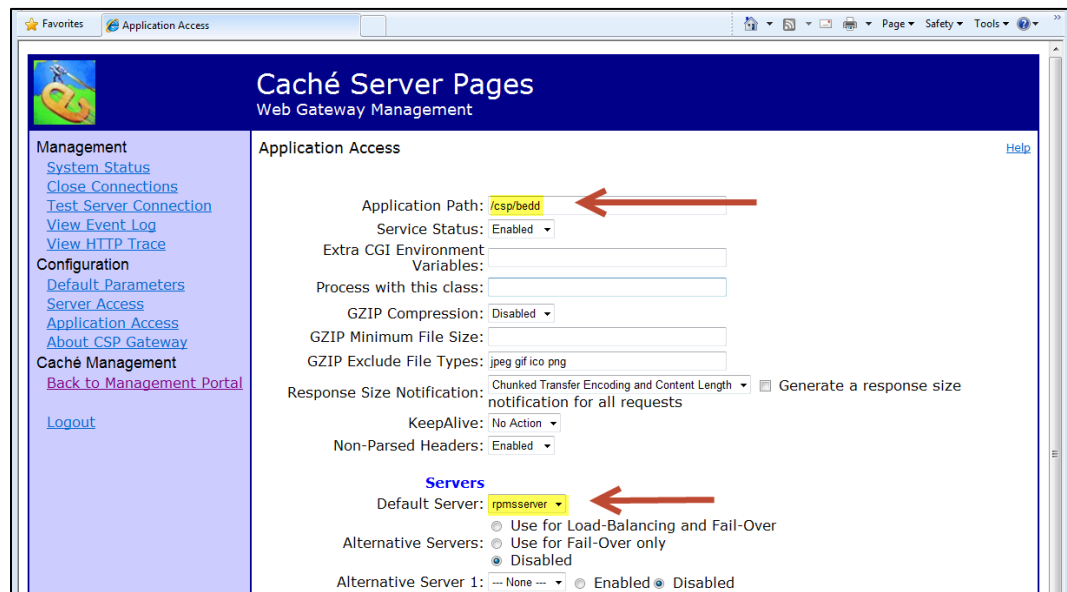 Favorites
Application Access
Page Safety Tools »
Caché Server Pages
Web Gateway Management
Management
System Status
Close Connections
Test Server Connection
View Event Log
View HTTP Trace
Configuration
Default Parameters
Server Access
Application Access
About CSP Gateway
Caché Management
Back to Management Portal
Logout
Application Access
Help
Application Path: /csp/bedd
Service Status: Enabled
Extra CGI Environment
Variables:
Process with this class:
GZIP Compression: Disabled
GZIP Minimum File Size:
GZIP Exclude File Types: jpeg gif ico png
Response Size Notification: Chunked Transfer Encoding and Content Length Generate a response size
notification for all requests
KeepAlive: No Action
Non-Parsed Headers: Enabled
Servers
Default Server: rpmsserver
Use for Load-Balancing and Fail-Over
Alternative Servers: Use for Fail-Over only
Disabled
Alternative Server 1: --- None --- Enabled Disabled